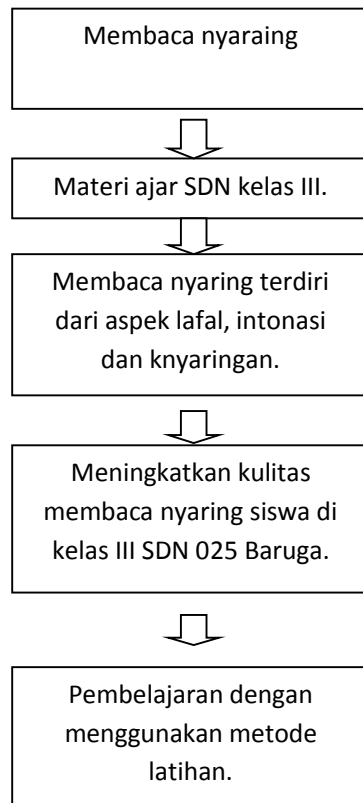 Membaca nyaraing
Materi ajar SDN kelas III.
Membaca nyaring terdiri
dari aspek lafal, intonasi
dan knyaringan.
Meningkatkan kulitas
membaca nyaring siswa di
kelas III SDN 025 Baruga.
Pembelajaran dengan
menggunakan metode
latihan.